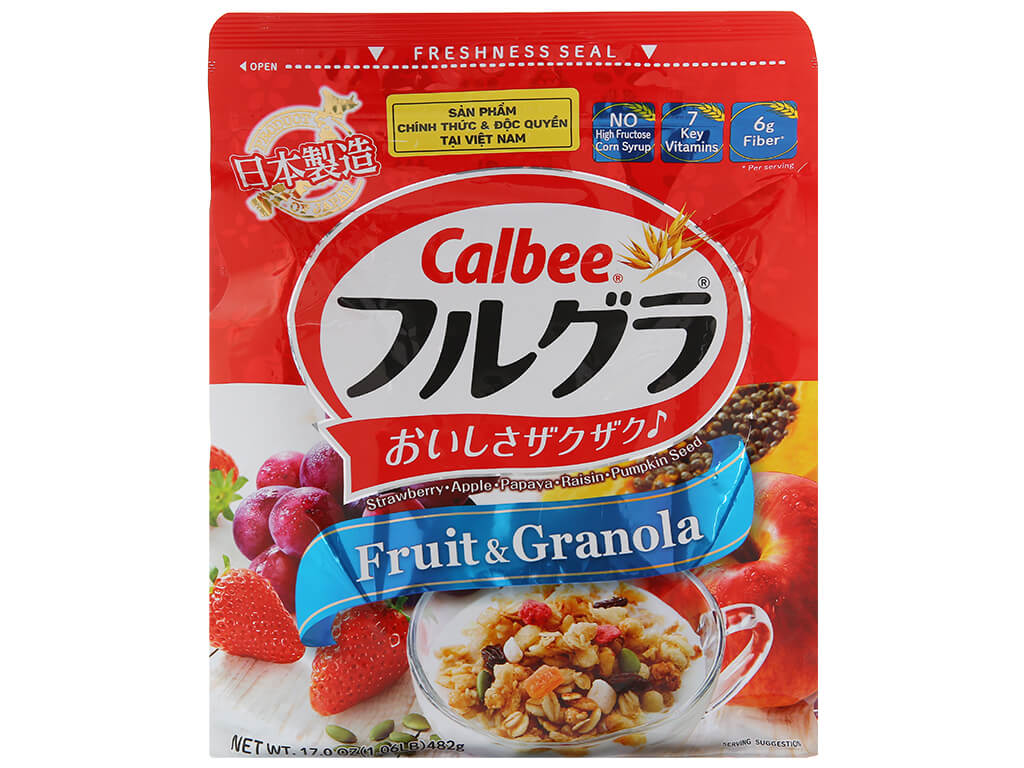 FRESHNESS SEAL
OPEN
日本製造
SẢN PHẨM
CHÍNH THỨC & ĐỘC QUYỀN
TẠI VIỆT NAM
NO
High Fructose
Corn Syrup
7
Key
Vitamins
6g
Fiber*
* Per serving
Calbee®
フルグラ®
おいしさザクザク♪
Strawberry•Apple•Papaya•Raisin•Pumpkin Seed
Fruit & Granola
NET WT. 17.0 OZ (1.06LB) 482g
SERVING SUGGESTION